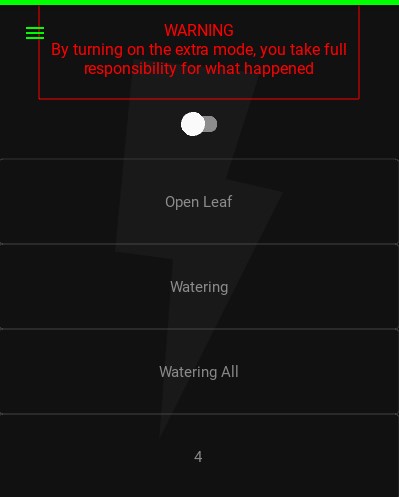 WARNING
By turning on the extra mode, you take full
responsibility for what happened
Open Leaf
Watering
Watering All
4